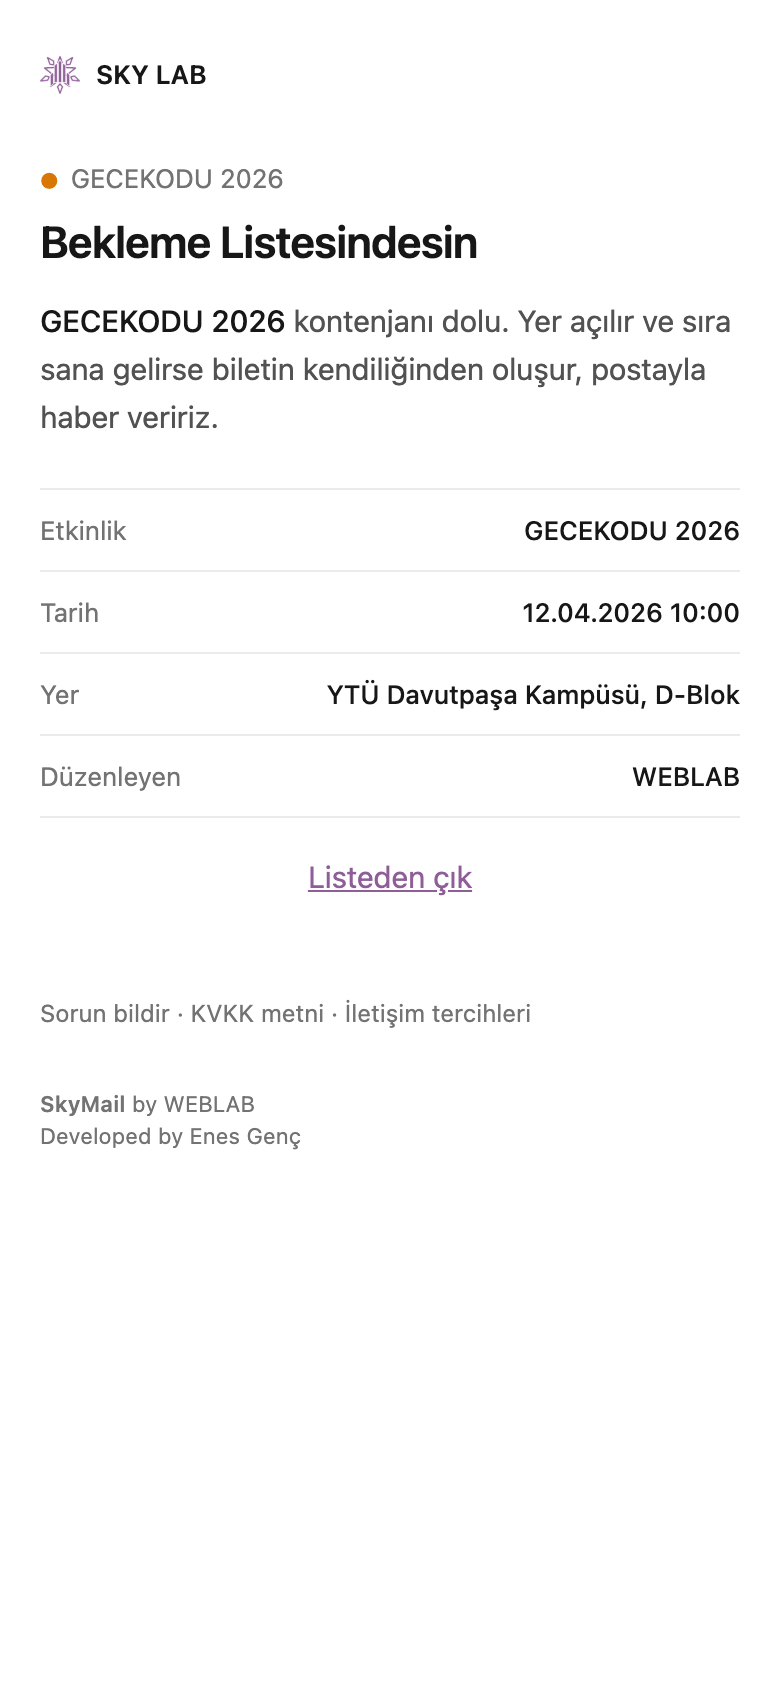 SKY LAB
GECEKODU 2026
Bekleme Listesindesin
GECEKODU 2026 kontenjanı dolu. Yer açılır ve sıra
sana gelirse biletin kendiliğinden oluşur, postayla
haber veririz.
Etkinlik GECEKODU 2026
Tarih 12.04.2026 10:00
Yer YTÜ Davutpaşa Kampüsü, D-Blok
Düzenleyen WEBLAB
Listeden çık
Sorun bildir · KVKK metni · İletişim tercihleri
SkyMail by WEBLAB
Developed by Enes Genç